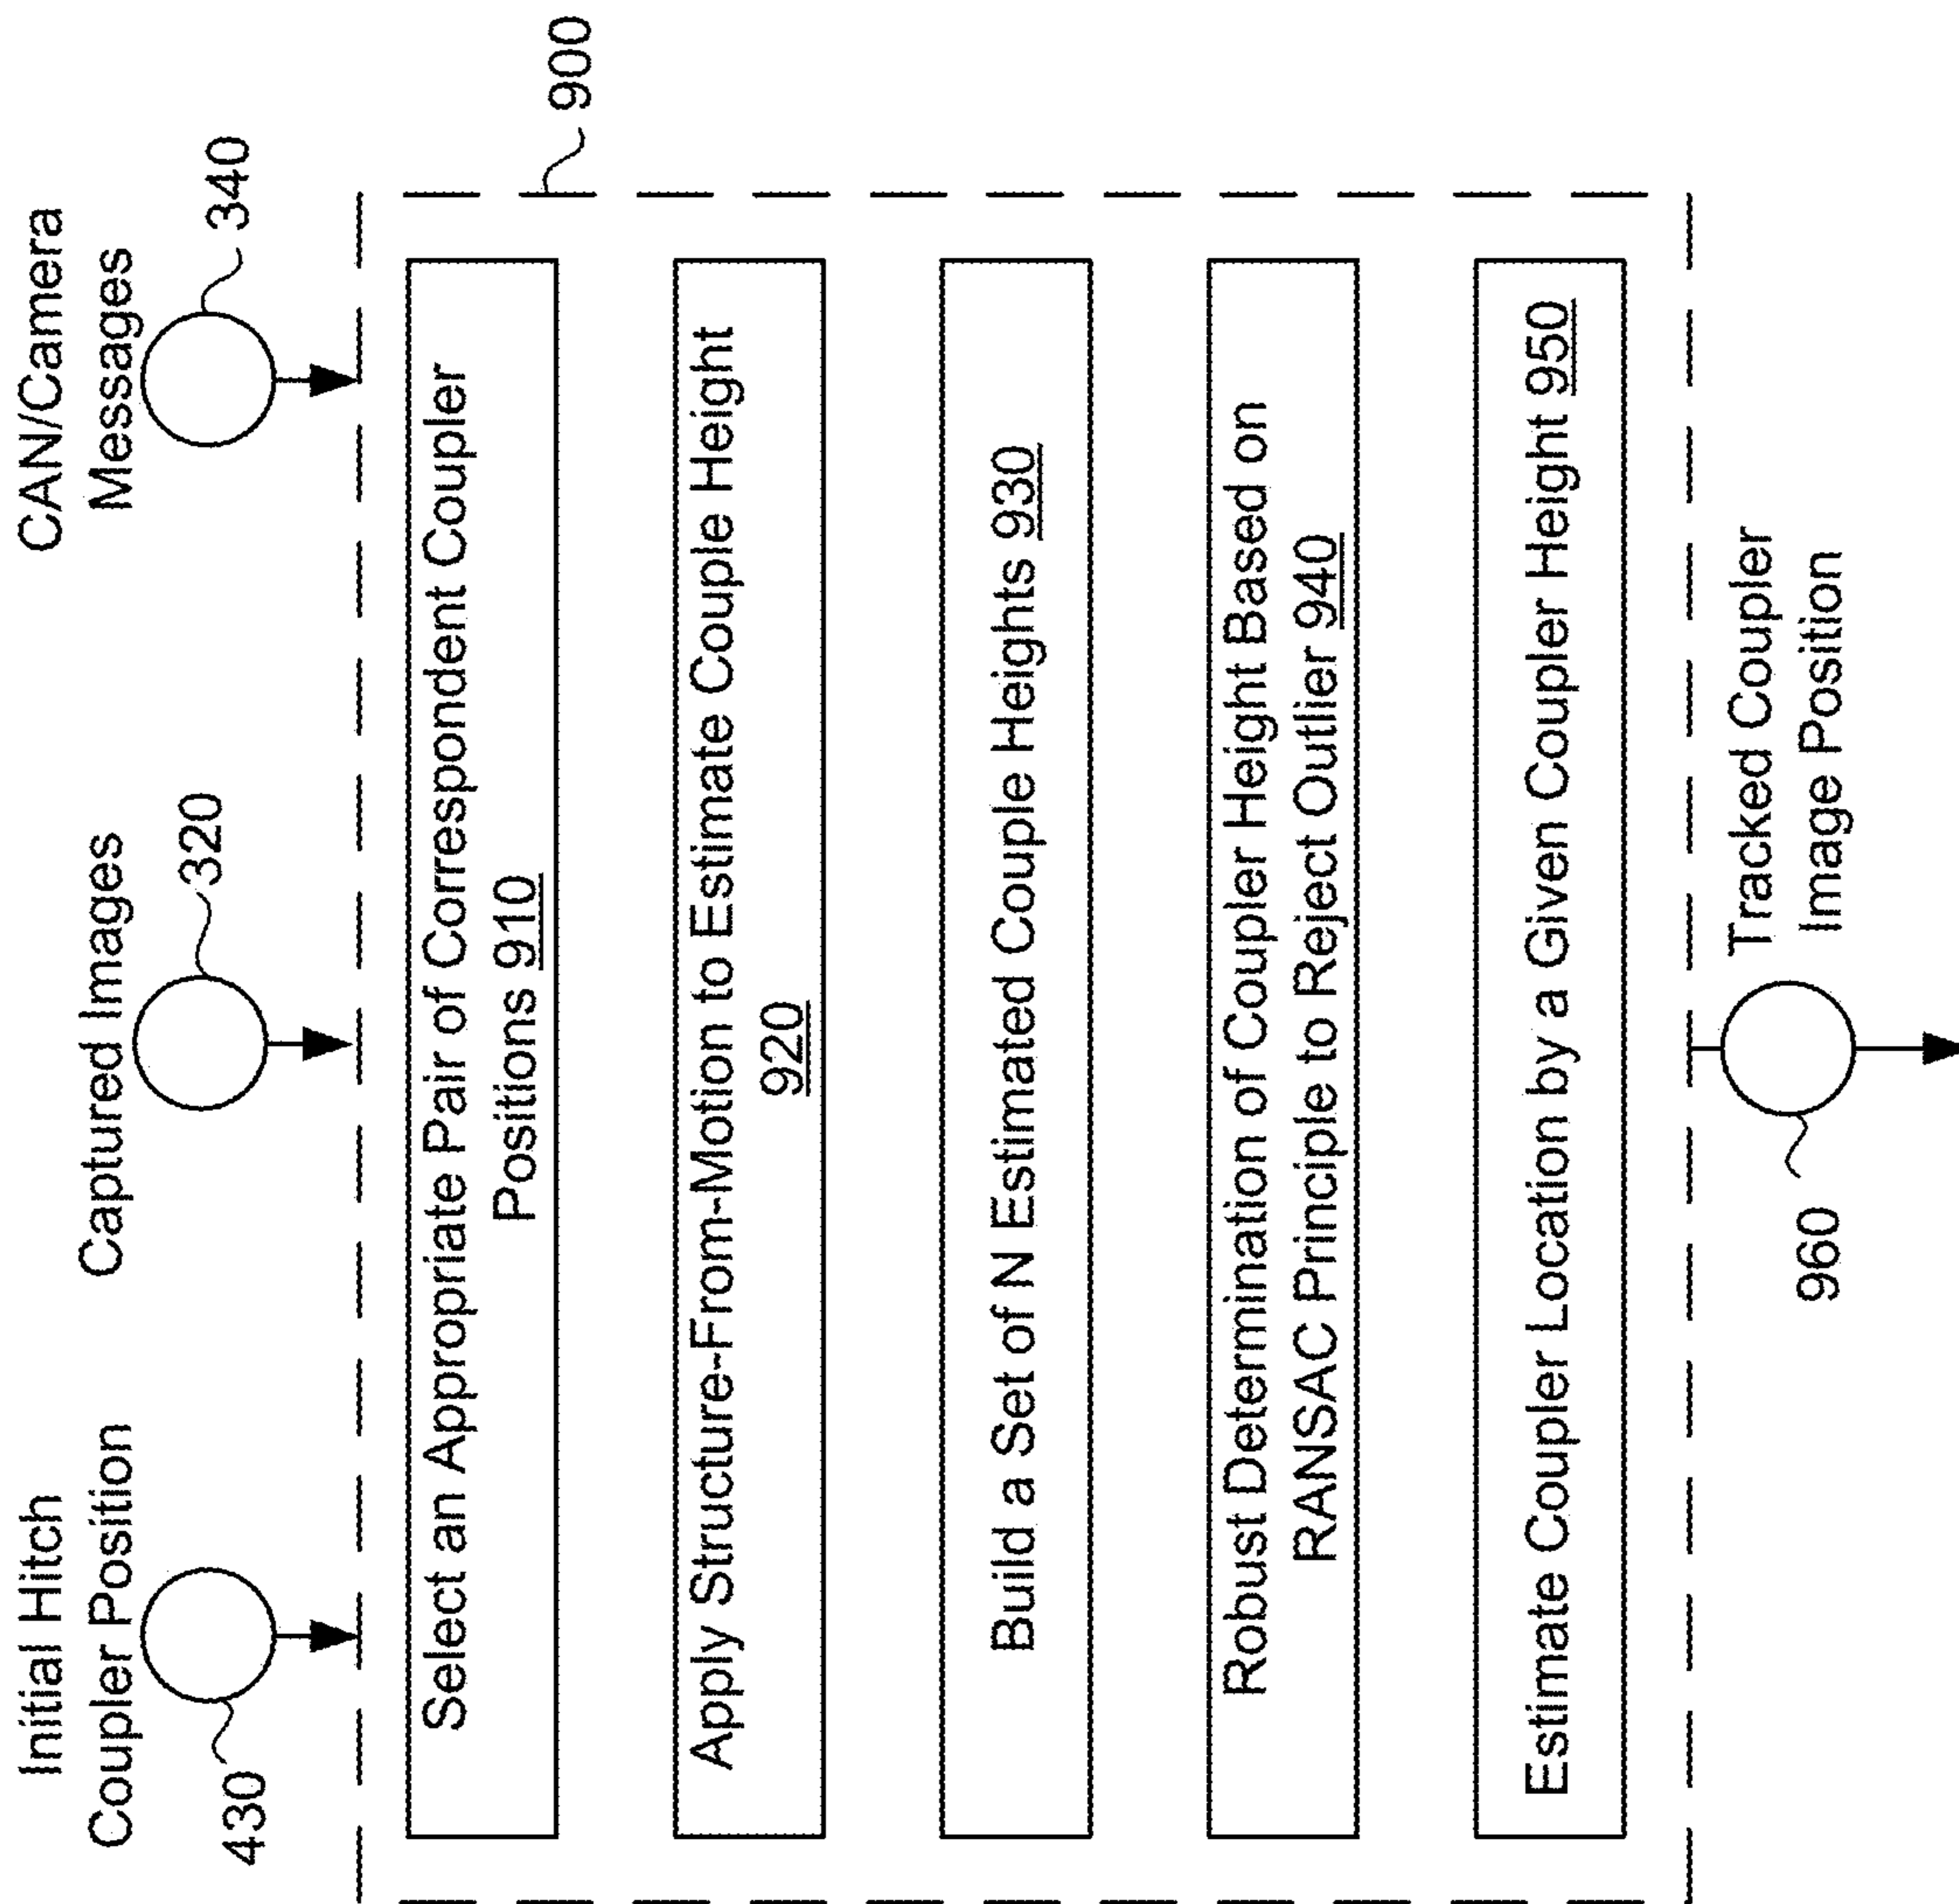 Initial Hitch
Coupler Position
430
Captured Images
320
CAN/Camera
Messages
340
900
Select an Appropriate Pair of Correspondent Coupler
Positions 910
Apply Structure-From-Motion to Estimate Couple Height
920
Build a Set of N Estimated Couple Heights 930
Robust Determination of Coupler Height Based on
RANSAC Principle to Reject Outlier 940
Estimate Coupler Location by a Given Coupler Height 950
960
Tracked Coupler
Image Position